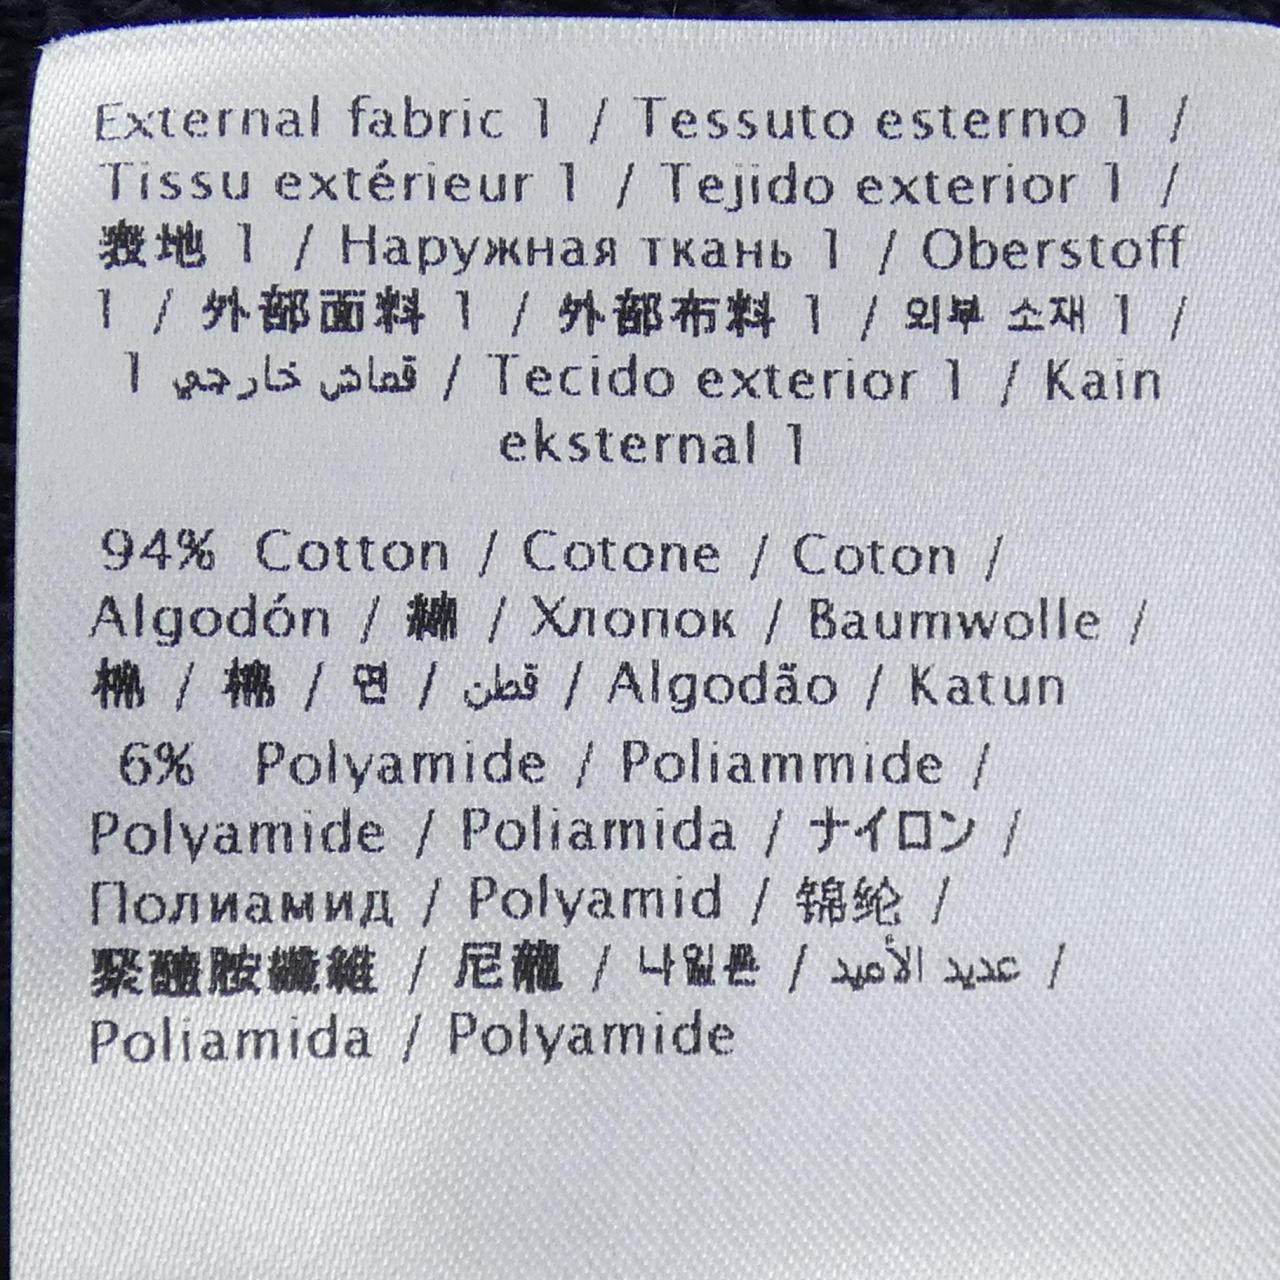 External fabric 1 / Tessuto esterno 1 /
Tissu extérieur 1 / Tejido exterior 1 /
表地 1 / Наружная ткань 1 / Oberstoff
1 / 外部面料 1 / 外部布料 1 / 외부 소재 1 /
قماش خارجي 1 / Tecido exterior 1 / Kain
eksternal 1
94% Cotton / Cotone / Coton /
Algodón / 綿 / Хлопок / Baumwolle /
棉 / 棉 / 면 / قطن / Algodão / Katun
6% Polyamide / Poliammide /
Polyamide / Poliamida / ナイロン /
Полиамид / Polyamid / 锦纶 /
聚醯胺纖維 / 尼龍 / 나일론 / عديد الأميد /
Poliamida / Polyamide